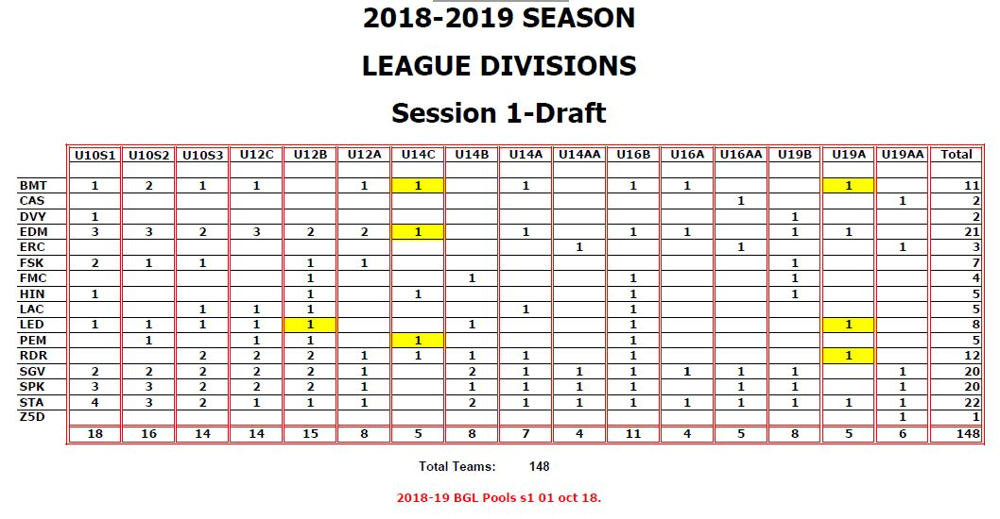 2018-2019 SEASON
LEAGUE DIVISIONS
Session 1-Draft
U10S1 U10S2 U10S3 U12C U12B U12A U14C U14B U14A U14AA U16B U16A U16AA U19B U19A U19AA Total
BMT 1 2 1 1 1 1 1 1 1 1 11
CAS 1 1 2
DVY 1 1 2
EDM 3 3 2 3 2 2 1 1 1 1 1 1 21
ERC 1 1 1 3
FSK 2 1 1 1 1 1 7
FMC 1 1 1 1 4
HIN 1 1 1 1 1 5
LAC 1 1 1 1 1 5
LED 1 1 1 1 1 1 1 1 8
PEM 1 1 1 1 1 5
RDR 2 2 2 1 1 1 1 1 1 12
SGV 2 2 2 2 2 1 2 1 1 1 1 1 1 1 20
SPK 3 3 2 2 2 1 1 1 1 1 1 1 1 20
STA 4 3 2 1 1 1 2 1 1 1 1 1 1 1 1 22
Z5D 1 1
18 16 14 14 15 8 5 8 7 4 11 4 5 8 5 6 148
Total Teams: 148
2018-19 BGL Pools s1 01 oct 18.